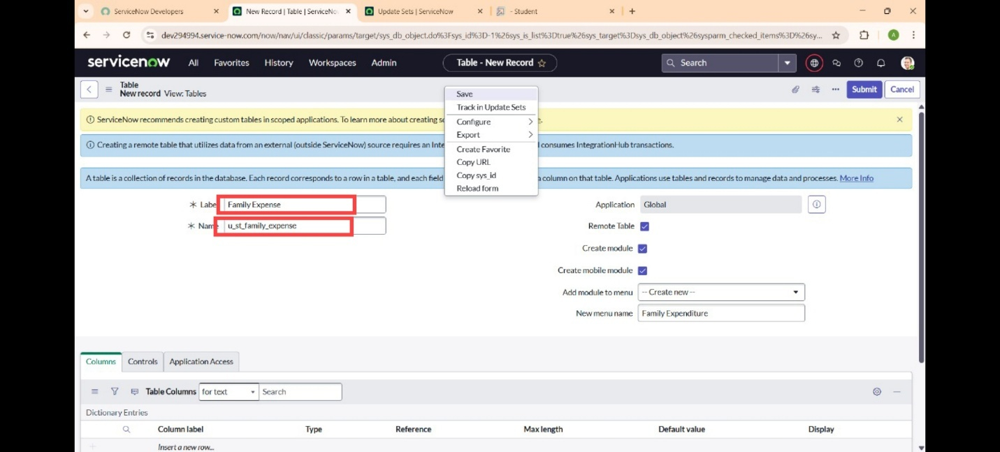 ServiceNow Developers
New Record | Table | ServiceNo
Update Sets | ServiceNow
- Student
dev294994.service-now.com/now/nav/ui/classic/params/target/sys_db_object.do%3Fsys_id%3D-1%26sys_is_list%3Dtrue%26sys_target%3Dsys_db_object%26sysparm_checked_items%3D%26sy...
A
servicenow All Favorites History Workspaces Admin Table - New Record Search
Table
New record View: Tables
Submit Cancel
Save
Track in Update Sets
Configure
Export
Create Favorite
Copy URL
Copy sys_id
Reload form
ServiceNow recommends creating custom tables in scoped applications. To learn more about creating e.
Creating a remote table that utilizes data from an external (outside ServiceNow) source requires an consumes IntegrationHub transactions.
A table is a collection of records in the database. Each record corresponds to a row in a table, and each field a column on that table. Applications use tables and records to manage data and processes. More Info
Labe Family Expense
Name u_st_family_expense
Application Global
Remote Table
Create module
Create mobile module
Add module to menu -- Create new --
New menu name Family Expenditure
Columns Controls Application Access
Table Columns for text Search
Dictionary Entries
Column label Type Reference Max length Default value Display
Insert a new row...